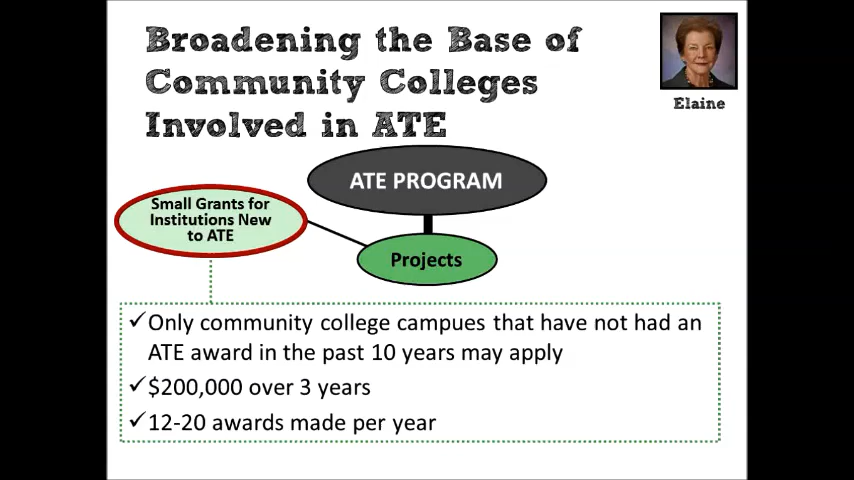 Broadening the Base of
Community Colleges
Involved in ATE
Elaine
ATE PROGRAM
Small Grants for
Institutions New
to ATE
Projects
✓Only community college campues that have not had an
ATE award in the past 10 years may apply
✓$200,000 over 3 years
✓12-20 awards made per year